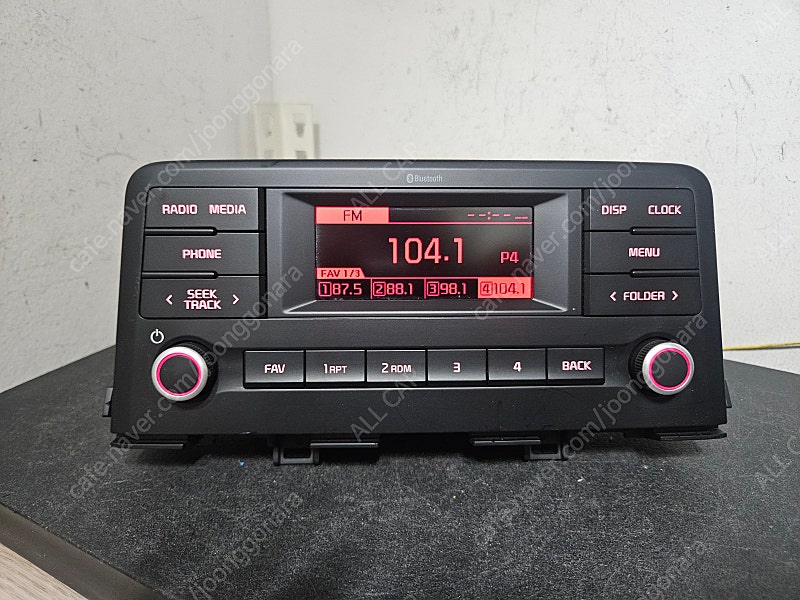 Bluetooth
RADIO MEDIA
PHONE
< SEEK TRACK >
FM --:-- --
104.1 P4
FAV 1/3
1 87.5 2 88.1 3 98.1 4 104.1
DISP CLOCK
MENU
< FOLDER >
FAV 1 RPT 2 RDM 3 4 BACK
cafe.naver.com/joonggonara
ALL CAR